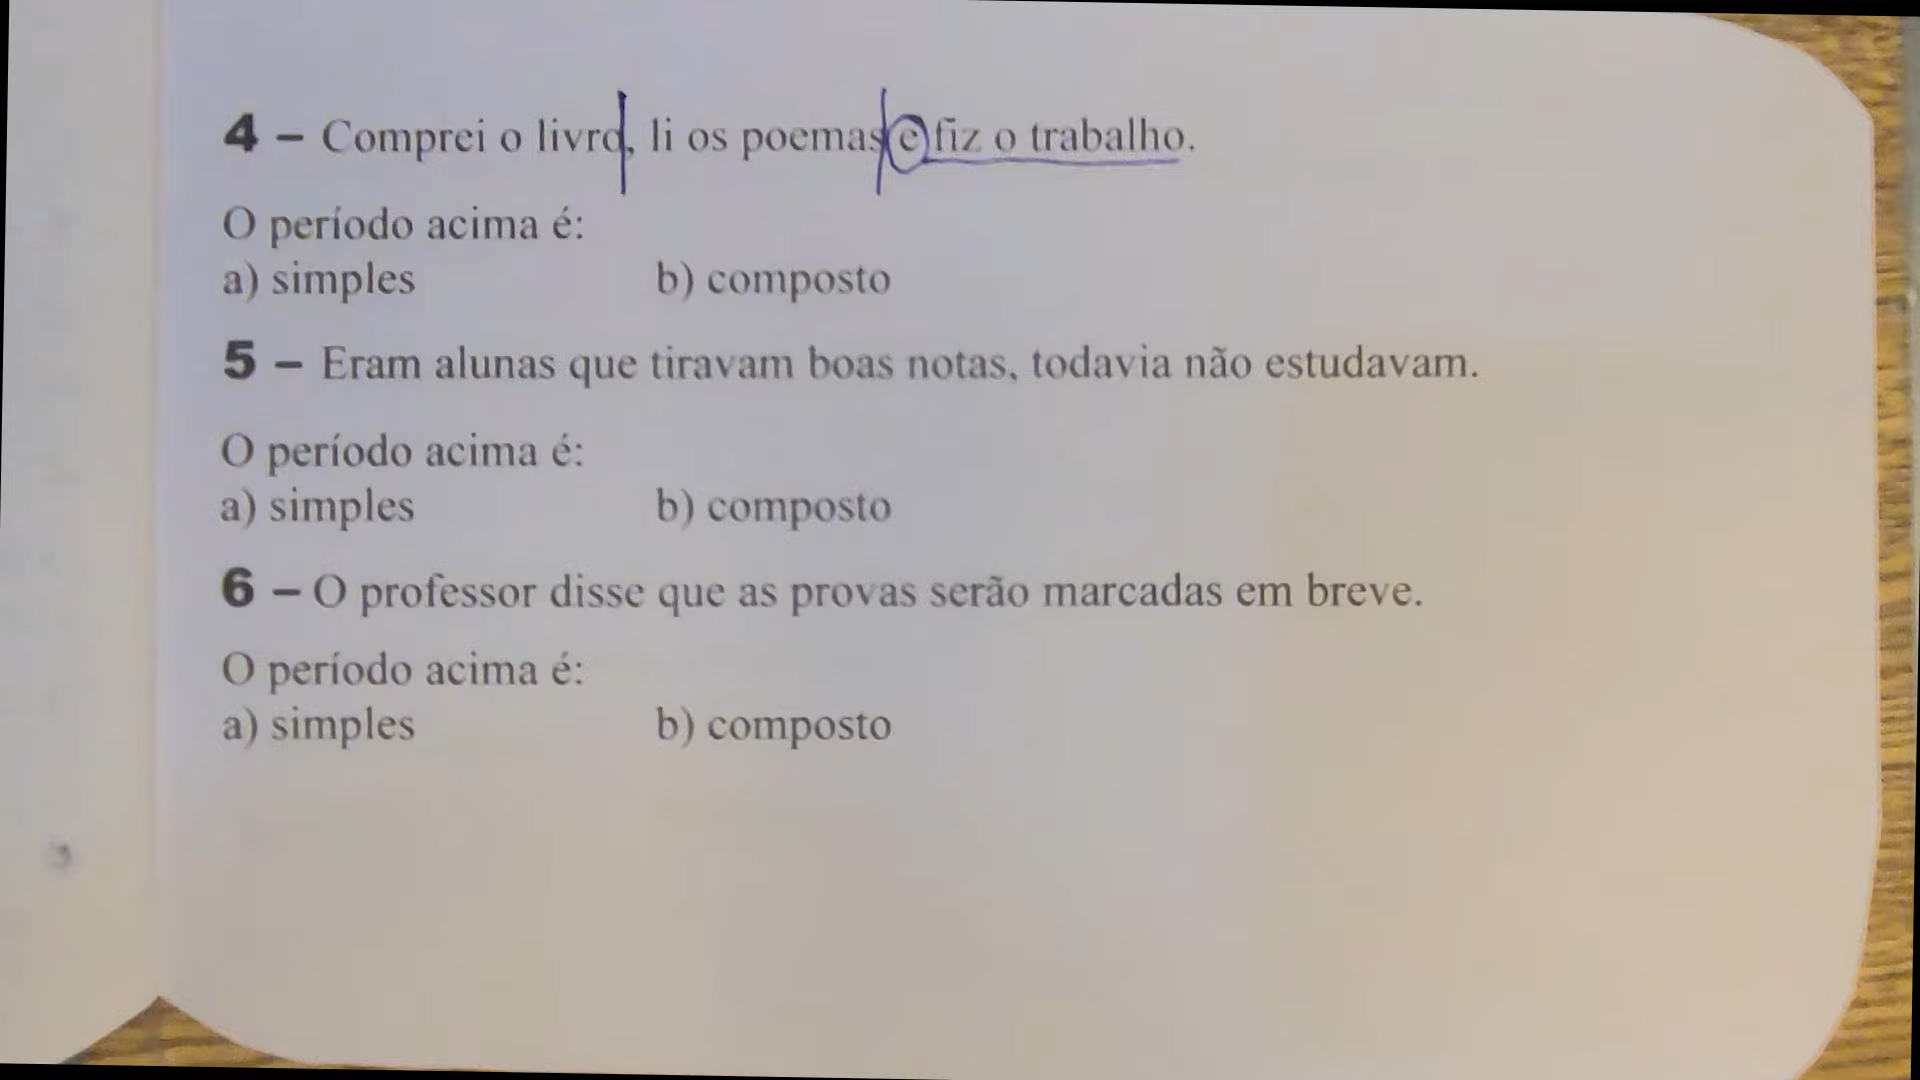 4 – Comprei o livro, li os poemas e fiz o trabalho.
O período acima é:
a) simples b) composto
5 – Eram alunas que tiravam boas notas, todavia não estudavam.
O período acima é:
a) simples b) composto
6 – O professor disse que as provas serão marcadas em breve.
O período acima é:
a) simples b) composto